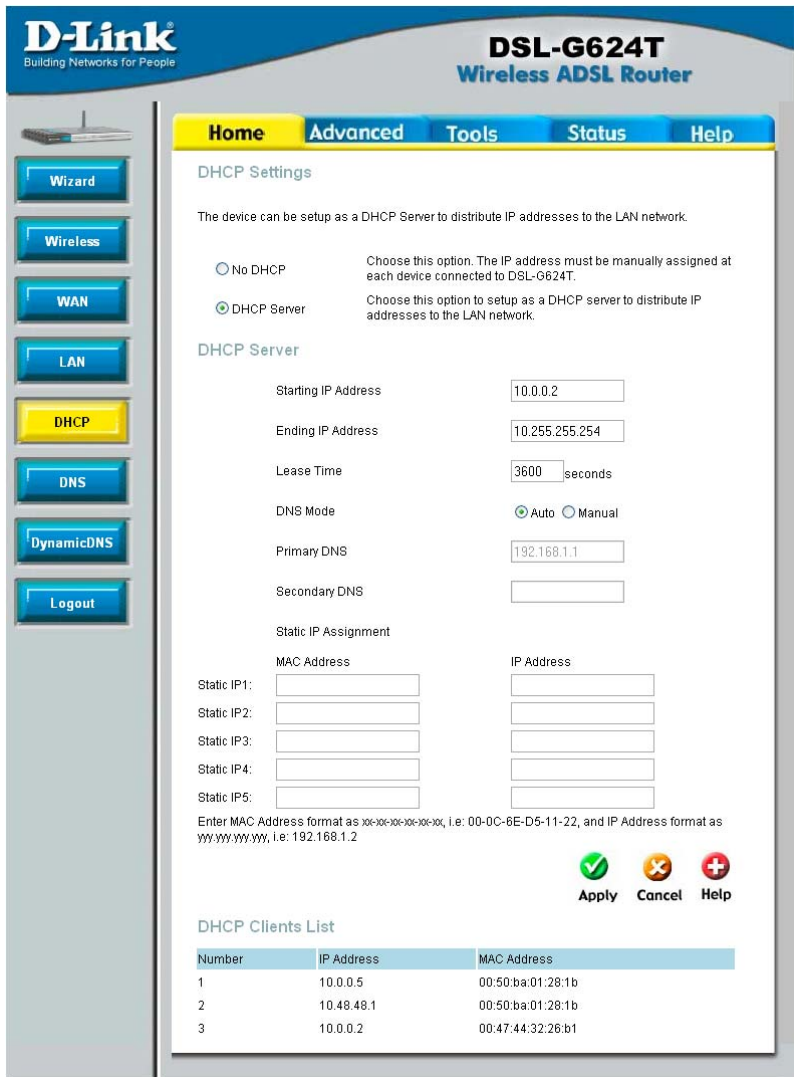 D-Link
Building Networks for People
DSL-G624T
Wireless ADSL Router
Home Advanced Tools Status Help
Wizard
Wireless
WAN
LAN
DHCP
DNS
DynamicDNS
Logout
DHCP Settings
The device can be setup as a DHCP Server to distribute IP addresses to the LAN network.
No DHCP
Choose this option. The IP address must be manually assigned at
each device connected to DSL-G624T.
DHCP Server
Choose this option to setup as a DHCP server to distribute IP
addresses to the LAN network.
DHCP Server
Starting IP Address 10.0.0.2
Ending IP Address 10.255.255.254
Lease Time 3600 seconds
DNS Mode Auto Manual
Primary DNS 192.168.1.1
Secondary DNS
Static IP Assignment
MAC Address IP Address
Static IP1:
Static IP2:
Static IP3:
Static IP4:
Static IP5:
Enter MAC Address format as xx-xx-xx-xx-xx-xx, i.e: 00-0C-6E-D5-11-22, and IP Address format as
yyy.yyy.yyy.yyy, i.e: 192.168.1.2
Apply Cancel Help
DHCP Clients List
Number IP Address MAC Address
1 10.0.0.5 00:50:ba:01:28:1b
2 10.48.48.1 00:50:ba:01:28:1b
3 10.0.0.2 00:47:44:32:26:b1